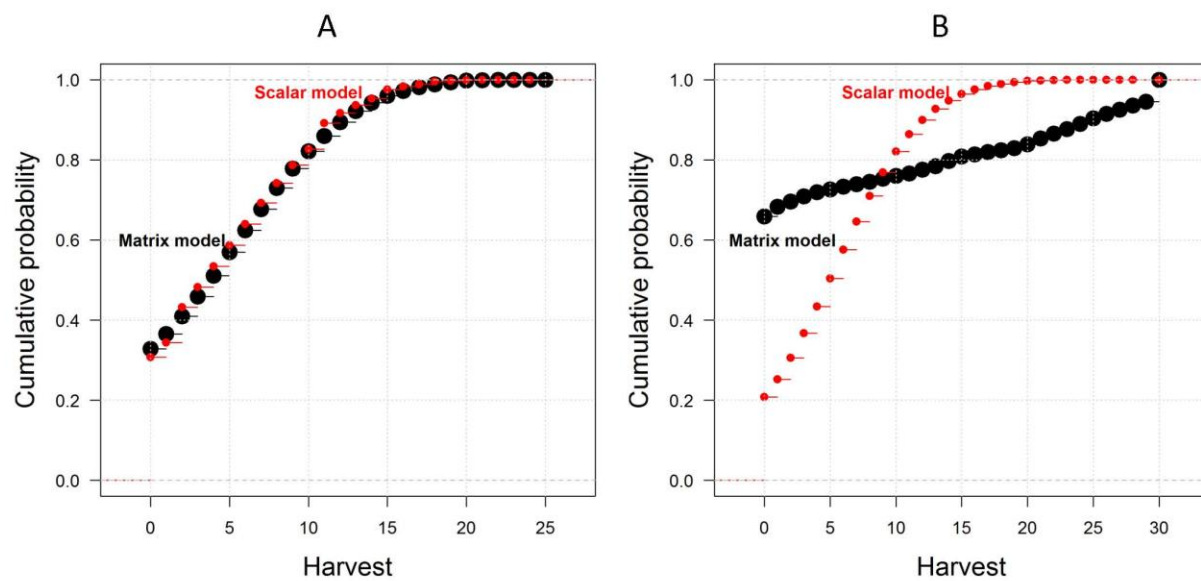 A
Cumulative probability
1.0
0.8
0.6
0.4
0.2
0.0
Scalar model
Matrix model
0 5 10 15 20 25
Harvest
B
Cumulative probability
1.0
0.8
0.6
0.4
0.2
0.0
Scalar model
Matrix model
0 5 10 15 20 25 30
Harvest